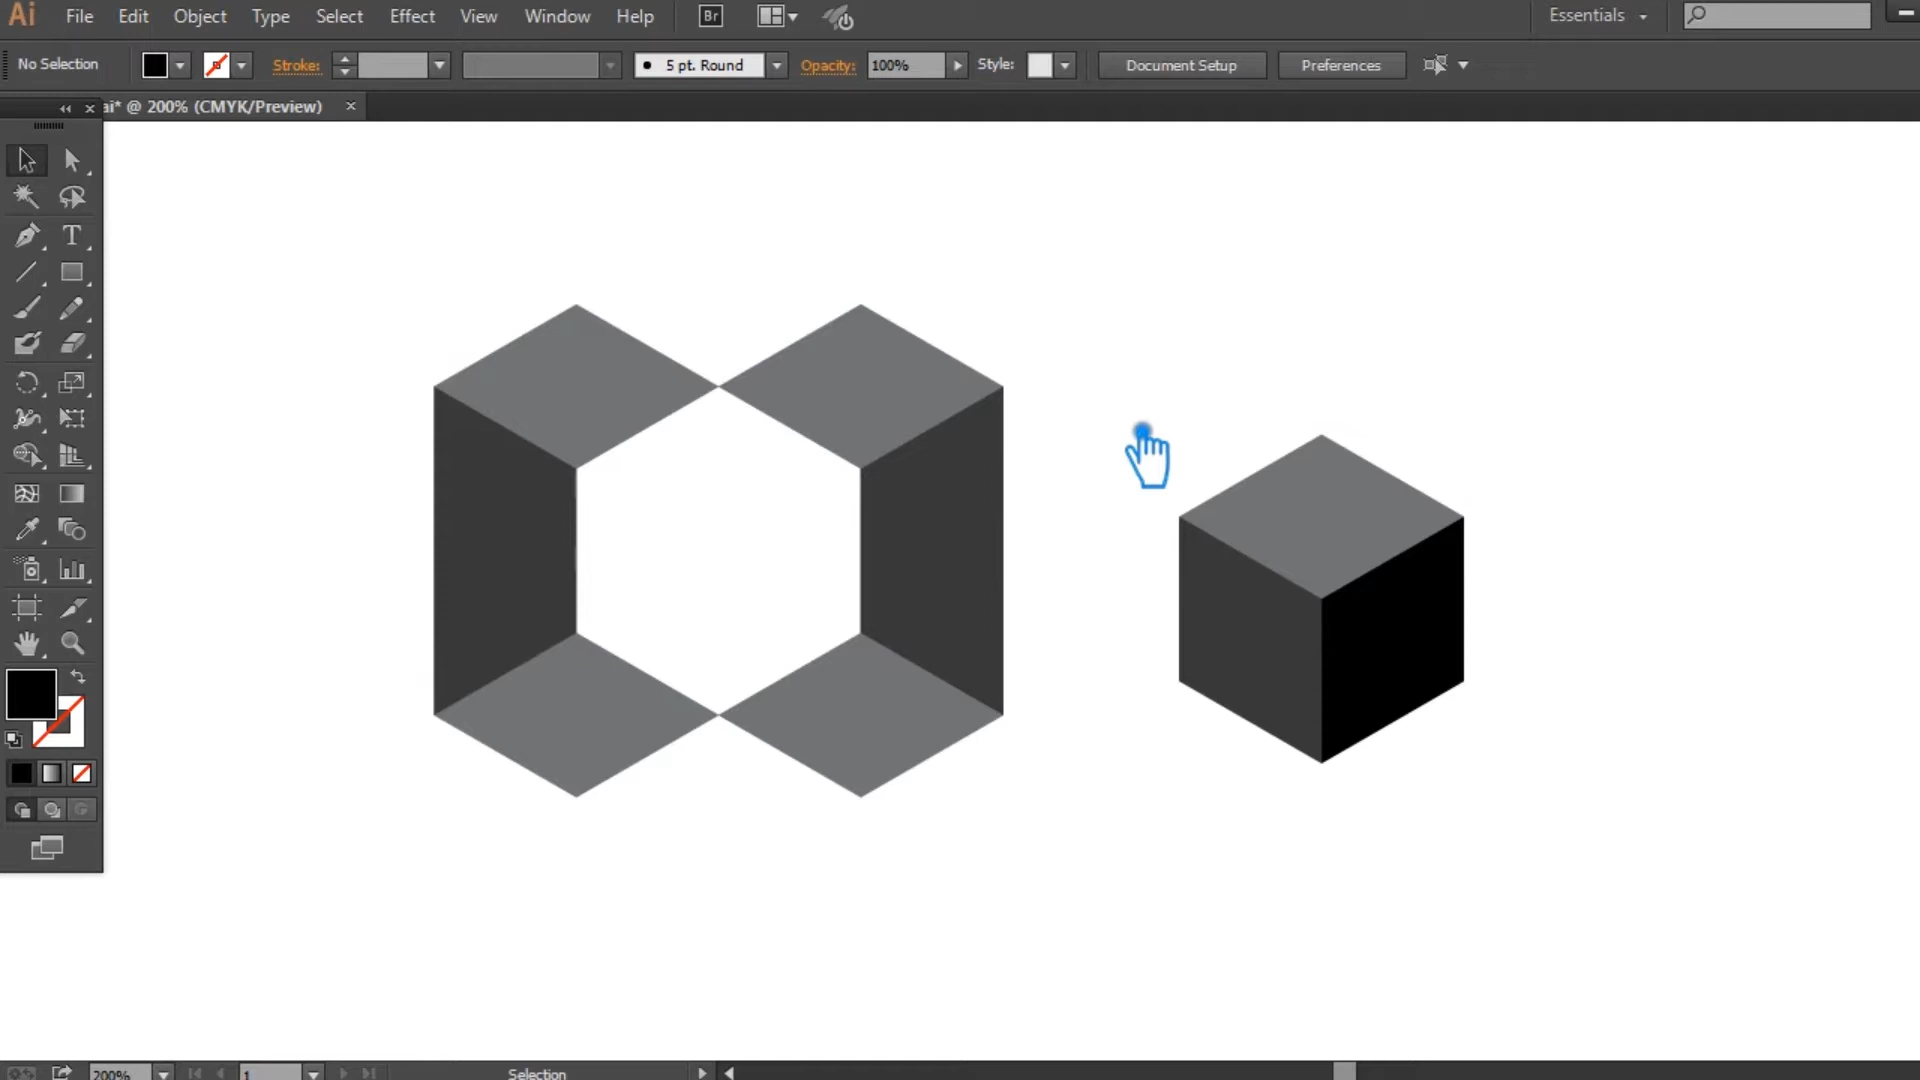 Ai File Edit Object Type Select Effect View Window Help Br Essentials
No Selection Stroke: 5 pt. Round Opacity: 100% Style: Document Setup Preferences
ai* @ 200% (CMYK/Preview) ×
T
200% 1 Selection